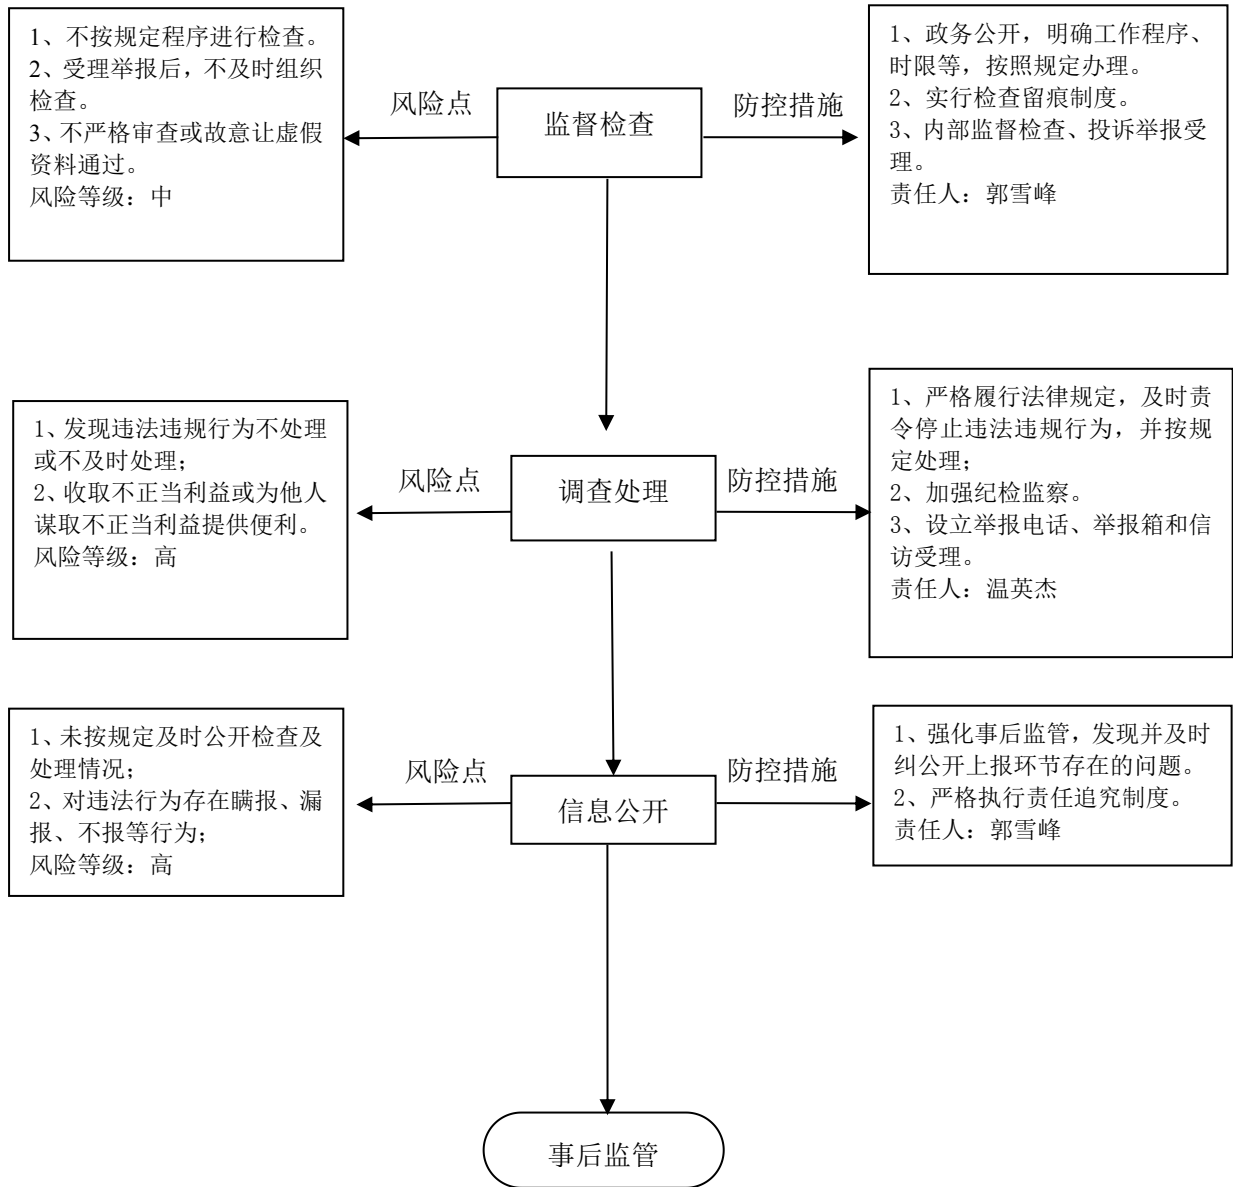 1、不按规定程序进行检查。
2、受理举报后，不及时组织
检查。
3、不严格审查或故意让虚假
资料通过。
风险等级：中
风险点
监督检查
防控措施
1、政务公开，明确工作程序、
时限等，按照规定办理。
2、实行检查留痕制度。
3、内部监督检查、投诉举报受
理。
责任人：郭雪峰
1、发现违法违规行为不处理
或不及时处理；
2、收取不正当利益或为他人
谋取不正当利益提供便利。
风险等级：高
风险点
调查处理
防控措施
1、严格履行法律规定，及时责
令停止违法违规行为，并按规
定处理；
2、加强纪检监察。
3、设立举报电话、举报箱和信
访受理。
责任人：温英杰
1、未按规定及时公开检查及
处理情况；
2、对违法行为存在瞒报、漏
报、不报等行为；
风险等级：高
风险点
信息公开
防控措施
1、强化事后监管，发现并及时
纠公开上报环节存在的问题。
2、严格执行责任追究制度。
责任人：郭雪峰
事后监管